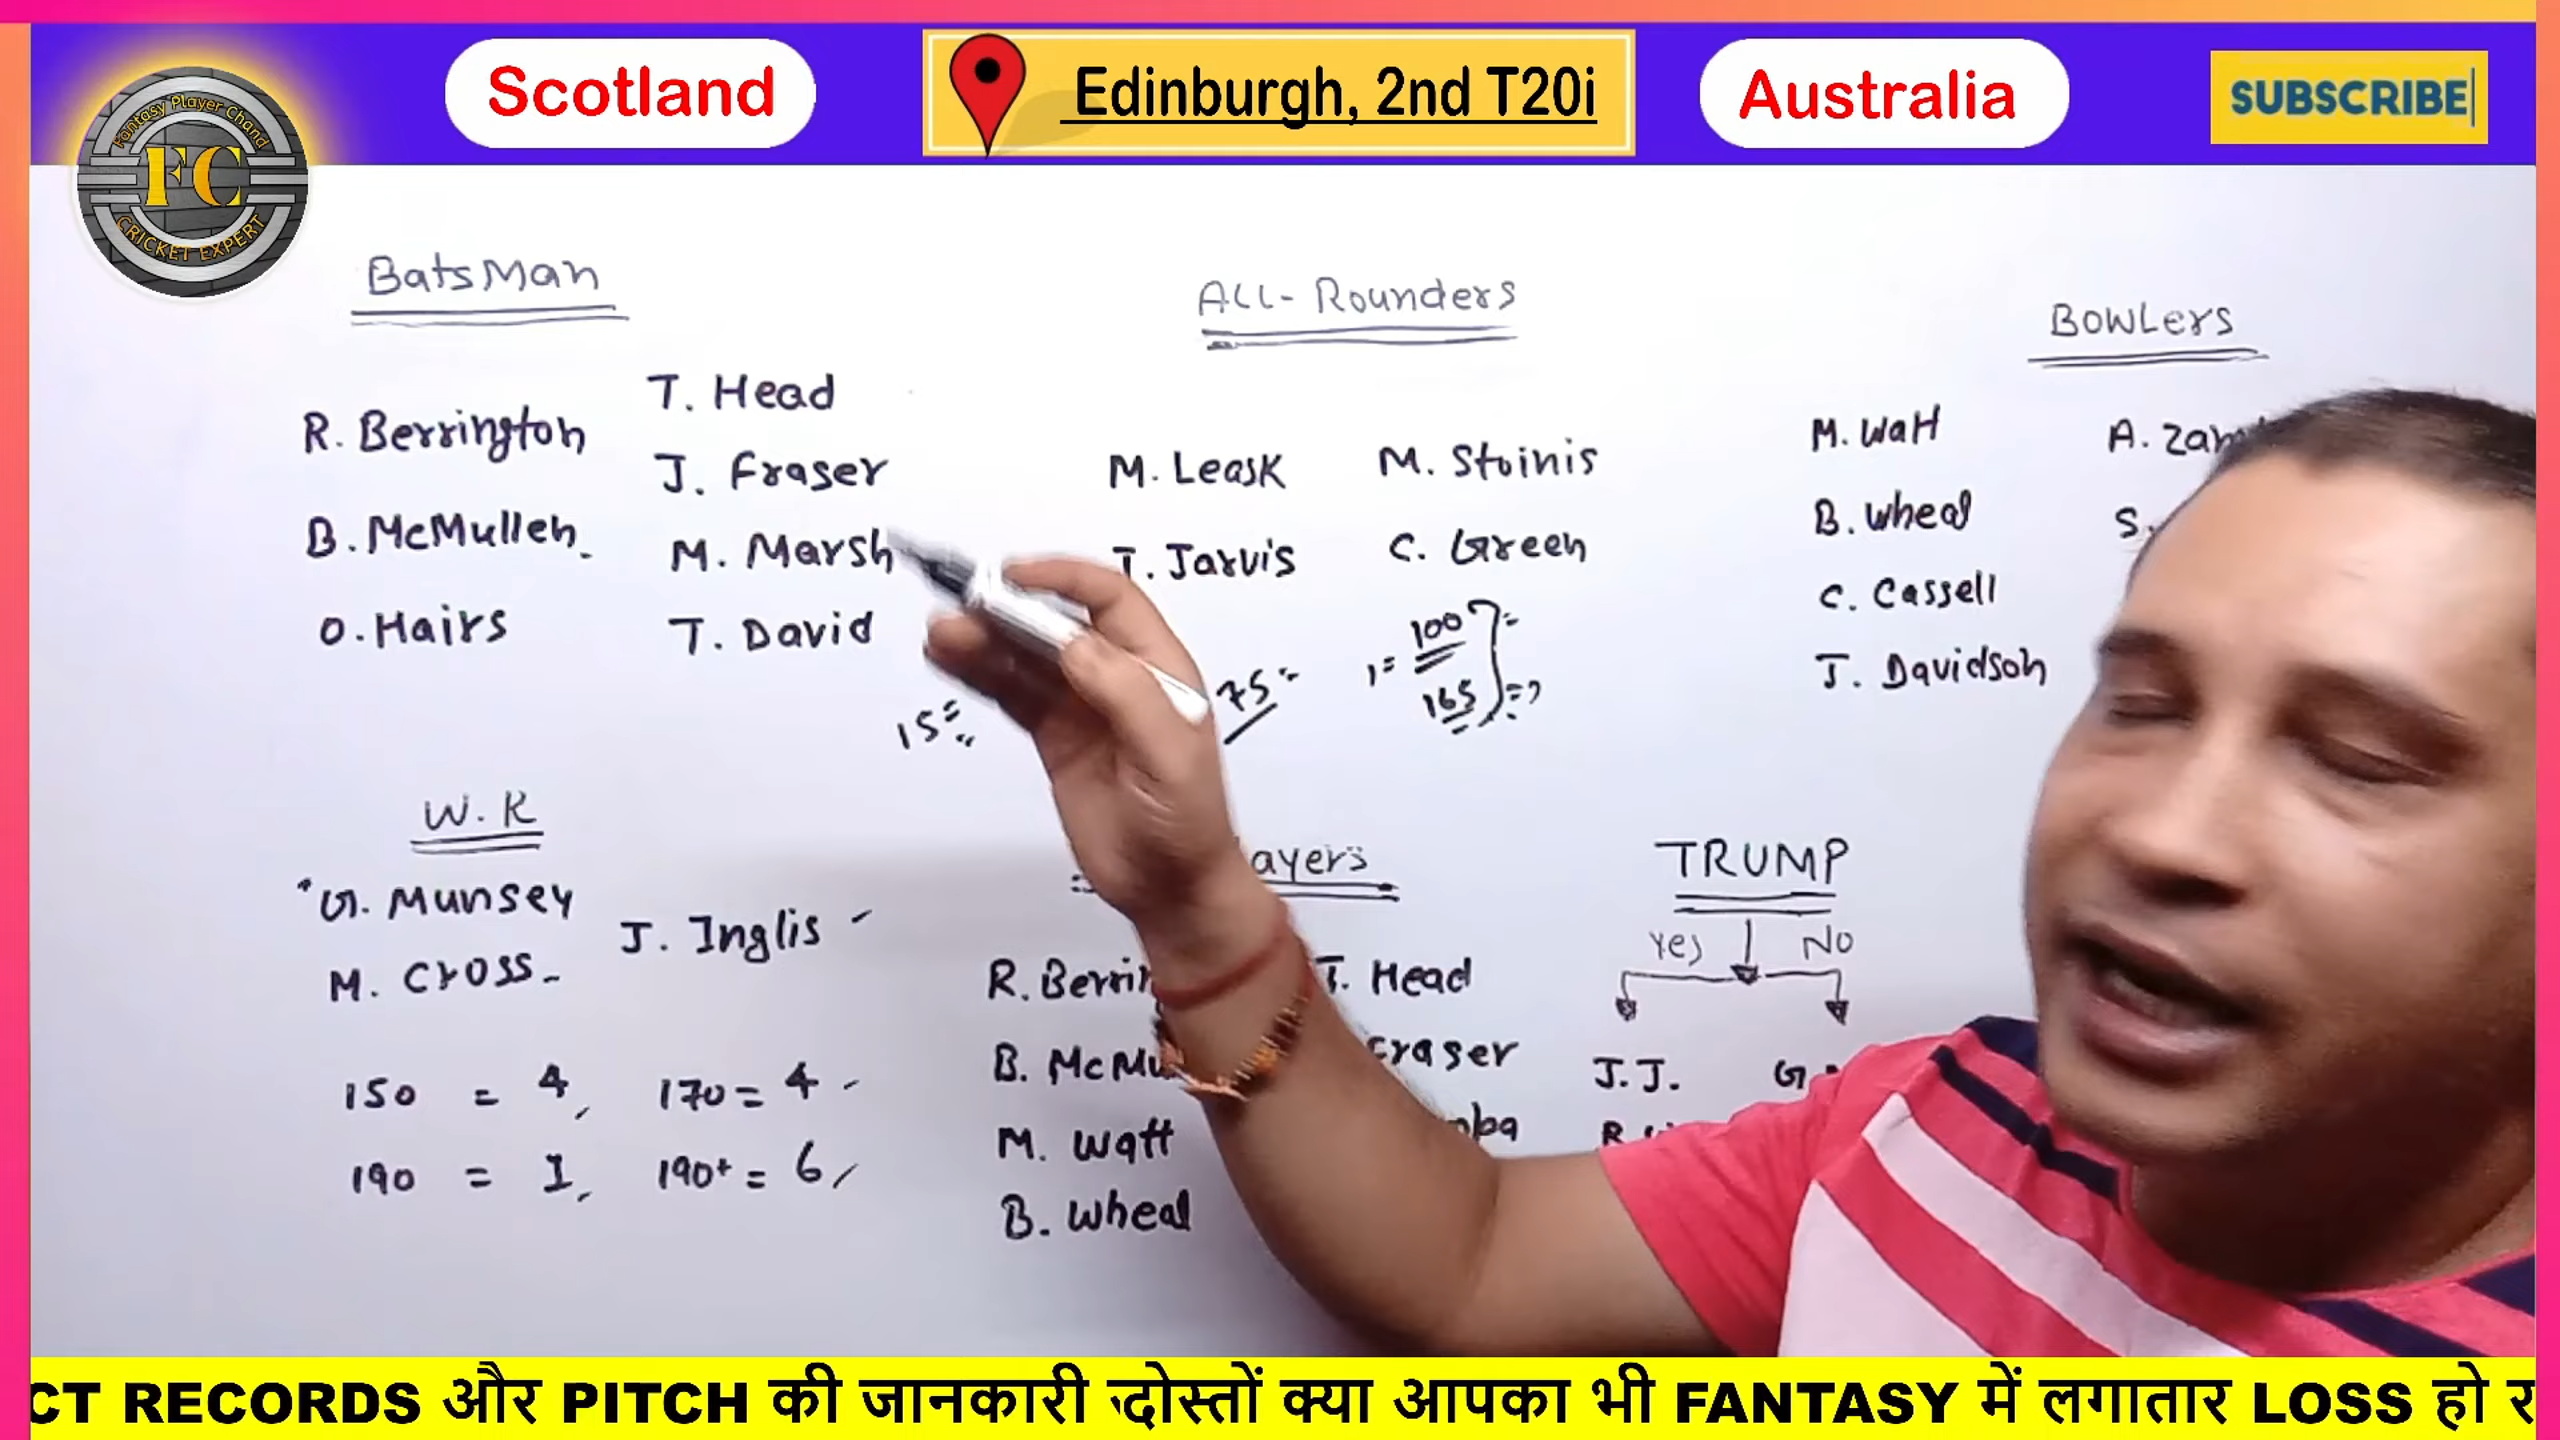 Scotland
Edinburgh, 2nd T20i
Australia
SUBSCRIBE
Fantasy Player Chand
FC
CRICKET EXPERT
BatsMan
R. Berrington
B. McMullen
O. Hairs
T. Head
J. Fraser
M. Marsh
T. David
ALL-Rounders
M. Leask
J. Jarvis
M. Stoinis
C. Green
15=
75
1= 100
165
BOWLers
M. Watt
B. Wheal
C. Cassell
J. Davidson
A.
S.
W.K
G. Munsey
M. Cross
J. Inglis
150 = 4, 170 = 4
190 = 1, 190+ = 6
R.
B.
M. Watt
B. Wheal
T. Head
Fraser
TRUMP
Yes No
J.J.
G
CT RECORDS और PITCH की जानकारी दोस्तों क्या आपका भी FANTASY में लगातार LOSS हो र